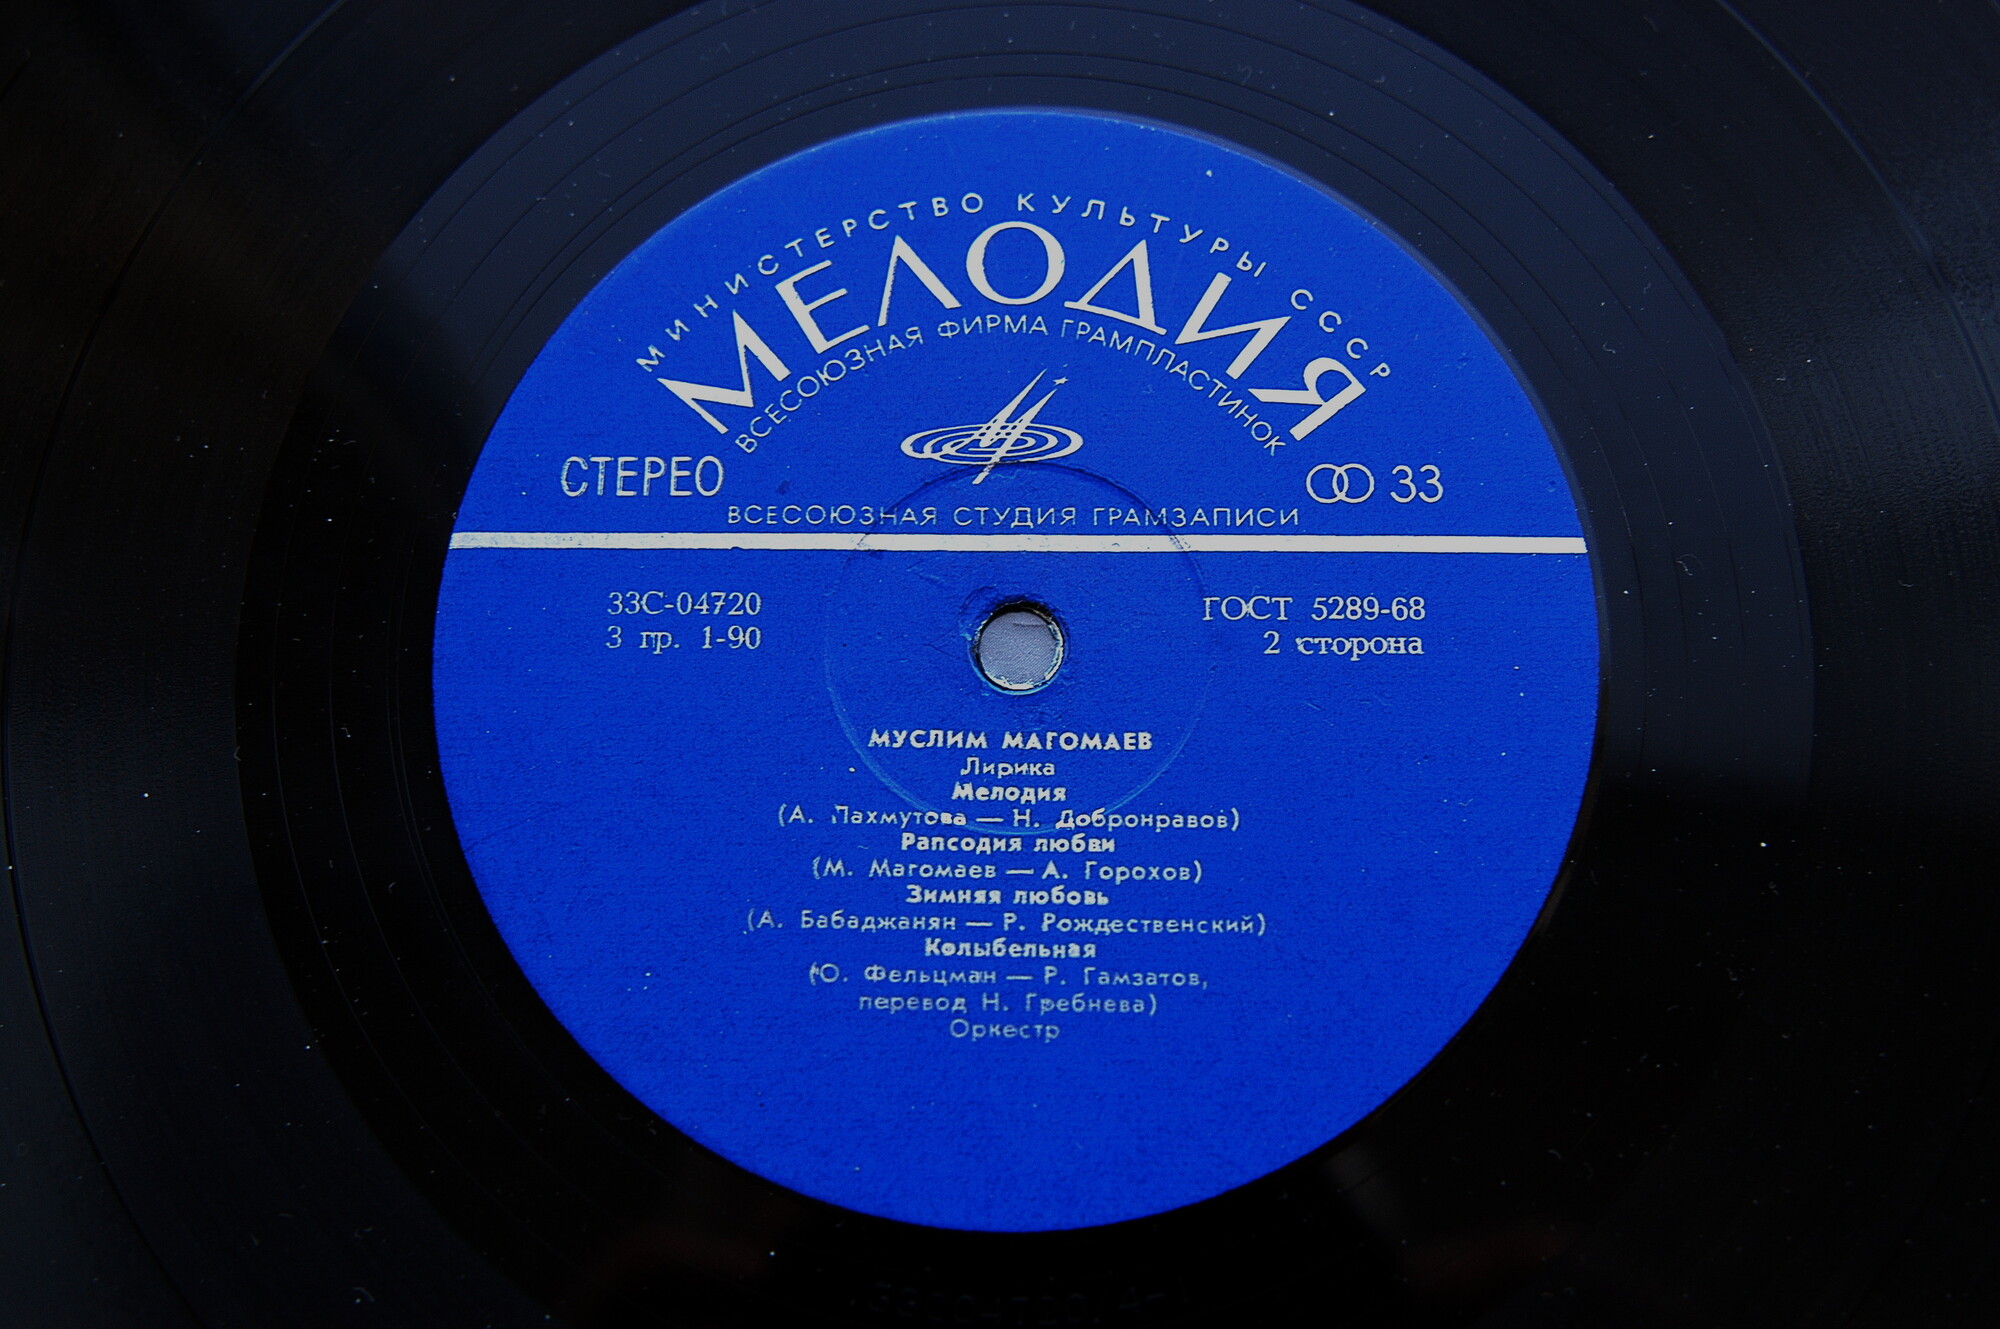 МИНИСТЕРСТВО КУЛЬТУРЫ СССР
МЕЛОДИЯ
ВСЕСОЮЗНАЯ ФИРМА ГРАМПЛАСТИНОК
СТЕРЕО
33
ВСЕСОЮЗНАЯ СТУДИЯ ГРАМЗАПИСИ
33С-04720
ГОСТ 5289-68
3 гр. 1-90
2 сторона
МУСЛИМ МАГОМАЕВ
Лирика
Мелодия
(А. Пахмутова — Н. Добронравов)
Рапсодия любви
(М. Магомаев — А. Горохов)
Зимняя любовь
(А. Бабаджанян — Р. Рождественский)
Колыбельная
(О. Фельцман — Р. Гамзатов,
перевод Н. Гребнева)
Оркестр